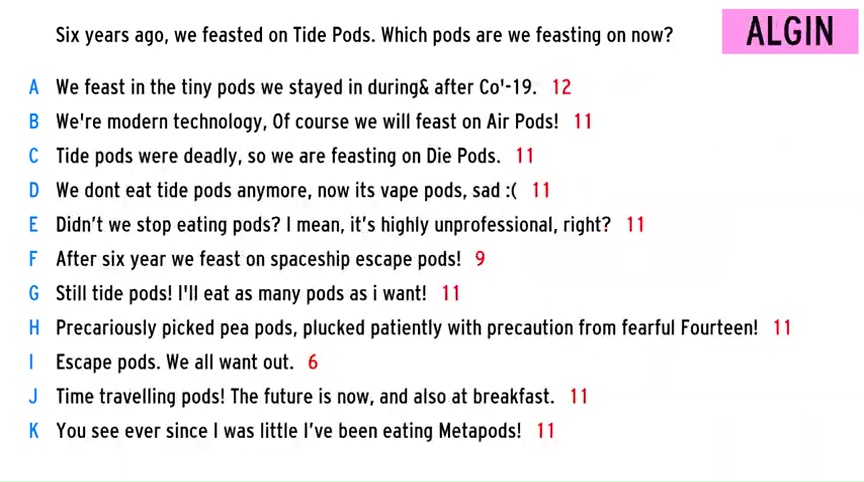 Six years ago, we feasted on Tide Pods. Which pods are we feasting on now?
ALGIN
A We feast in the tiny pods we stayed in during& after Co'-19. 12
B We're modern technology, Of course we will feast on Air Pods! 11
C Tide pods were deadly, so we are feasting on Die Pods. 11
D We dont eat tide pods anymore, now its vape pods, sad :( 11
E Didn't we stop eating pods? I mean, it's highly unprofessional, right? 11
F After six year we feast on spaceship escape pods! 9
G Still tide pods! I'll eat as many pods as i want! 11
H Precariously picked pea pods, plucked patiently with precaution from fearful Fourteen! 11
I Escape pods. We all want out. 6
J Time travelling pods! The future is now, and also at breakfast. 11
K You see ever since I was little I've been eating Metapods! 11